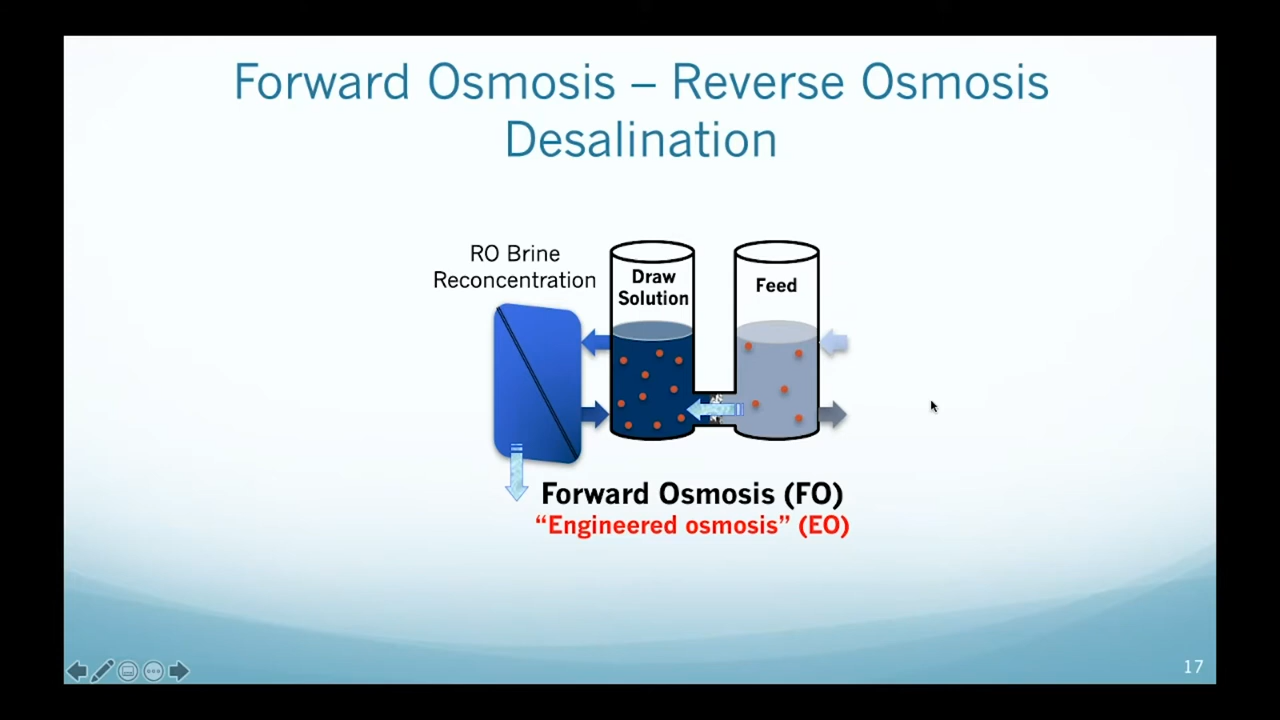 Forward Osmosis – Reverse Osmosis
Desalination
RO Brine
Reconcentration
Draw
Solution
Feed
Forward Osmosis (FO)
“Engineered osmosis” (EO)
17